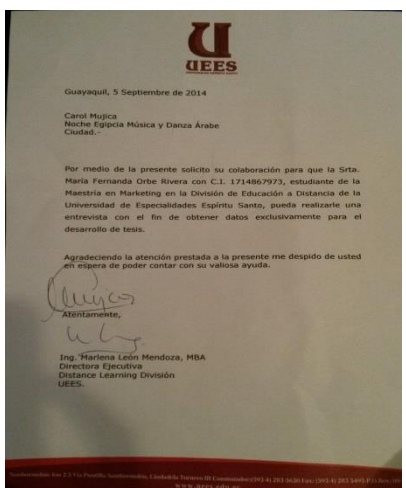 UEES
Guayaquil, 5 Septiembre de 2014
Carol Mujica
Noche Egipcia Música y Danza Árabe
Ciudad.-
Por medio de la presente solicito su colaboración para que la Srta.
María Fernanda Orbe Rivera con C.I. 1714867973, estudiante de la
Maestría en Marketing en la División de Educación a Distancia de la
Universidad de Especialidades Espíritu Santo, pueda realizarle una
entrevista con el fin de obtener datos exclusivamente para el
desarrollo de tesis.
Agradeciendo la atención prestada a la presente me despido de usted
en espera de poder contar con su valiosa ayuda.
Atentamente,
Ing. Marlena León Mendoza, MBA
Directora Ejecutiva
Distance Learning División
UEES.
www.uees.edu.ec